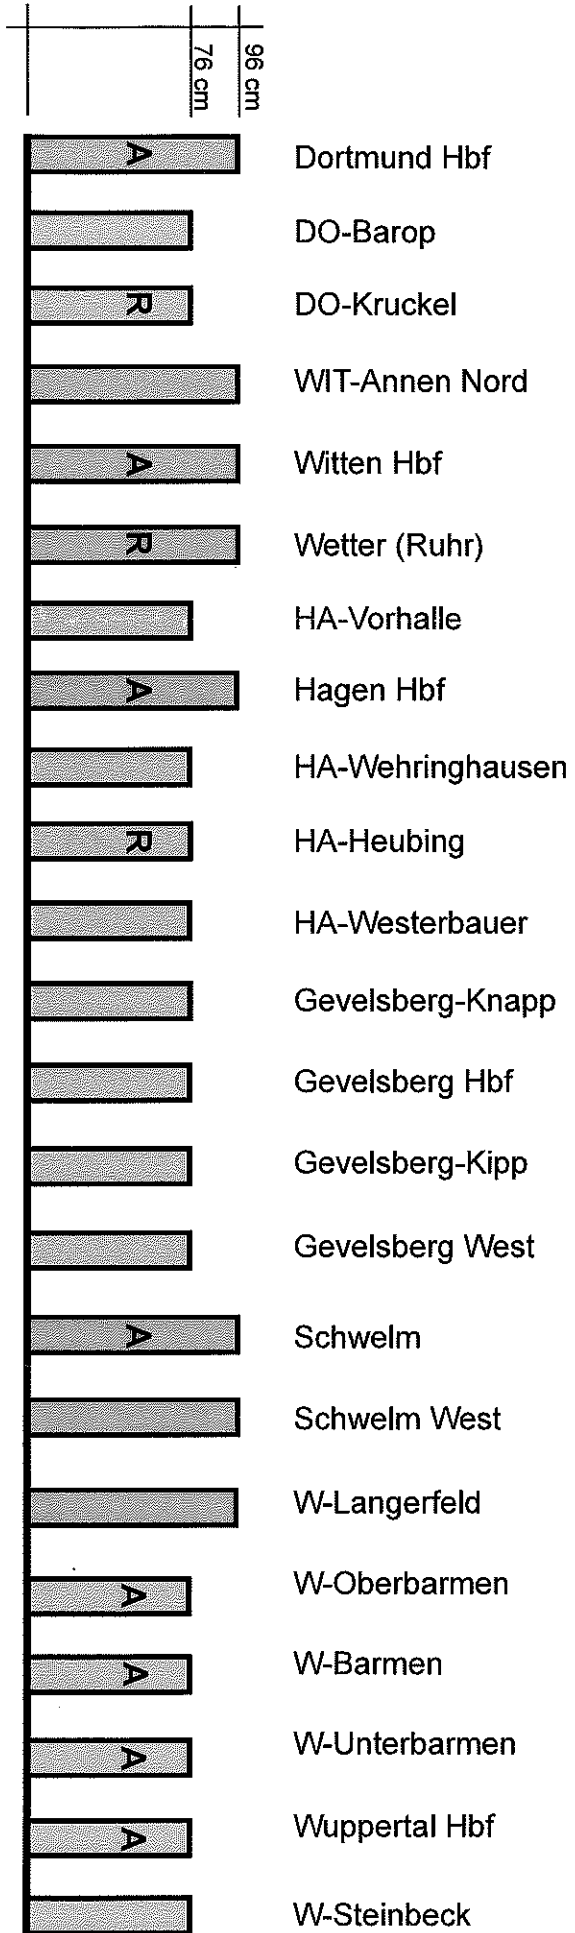 96 cm
76 cm
A Dortmund Hbf
DO-Barop
R DO-Kruckel
WIT-Annen Nord
A Witten Hbf
R Wetter (Ruhr)
HA-Vorhalle
A Hagen Hbf
HA-Wehringhausen
R HA-Heubing
HA-Westerbauer
Gevelsberg-Knapp
Gevelsberg Hbf
Gevelsberg-Kipp
Gevelsberg West
A Schwelm
Schwelm West
W-Langerfeld
A W-Oberbarmen
A W-Barmen
A W-Unterbarmen
A Wuppertal Hbf
W-Steinbeck